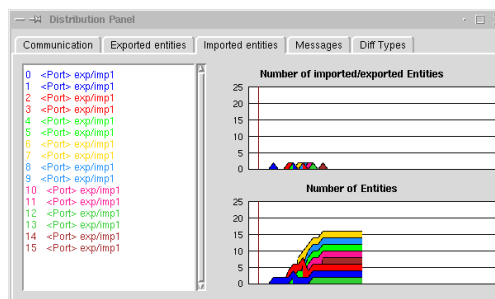 Distribution Panel
Communication Exported entities Imported entities Messages Diff Types
0 <Port> exp/imp1
1 <Port> exp/imp1
2 <Port> exp/imp1
3 <Port> exp/imp1
4 <Port> exp/imp1
5 <Port> exp/imp1
6 <Port> exp/imp1
7 <Port> exp/imp1
8 <Port> exp/imp1
9 <Port> exp/imp1
10 <Port> exp/imp1
11 <Port> exp/imp1
12 <Port> exp/imp1
13 <Port> exp/imp1
14 <Port> exp/imp1
15 <Port> exp/imp1
Number of imported/exported Entities
25
20
15
10
5
0
Number of Entities
25
20
15
10
5
0